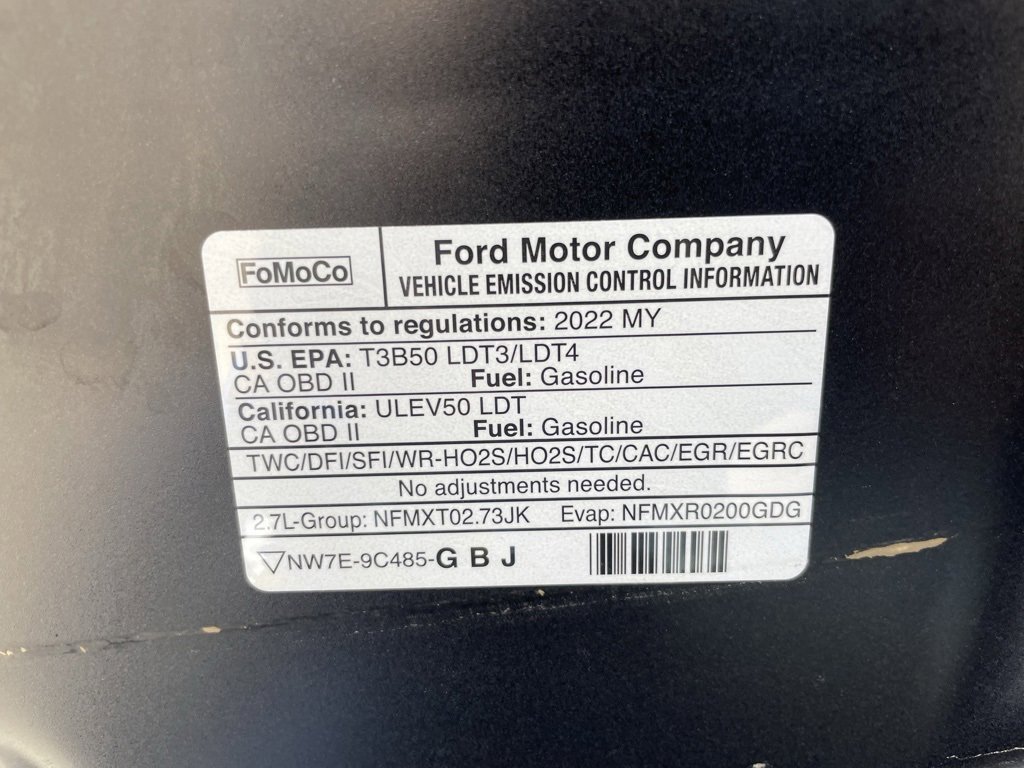 FoMoCo
Ford Motor Company
VEHICLE EMISSION CONTROL INFORMATION
Conforms to regulations: 2022 MY
U.S. EPA: T3B50 LDT3/LDT4
CA OBD II Fuel: Gasoline
California: ULEV50 LDT
CA OBD II Fuel: Gasoline
TWC/DFI/SFI/WR-HO2S/HO2S/TC/CAC/EGR/EGRC
No adjustments needed.
2.7L-Group: NFMXT02.73JK Evap: NFMXR0200GDG
NW7E-9C485-G B J